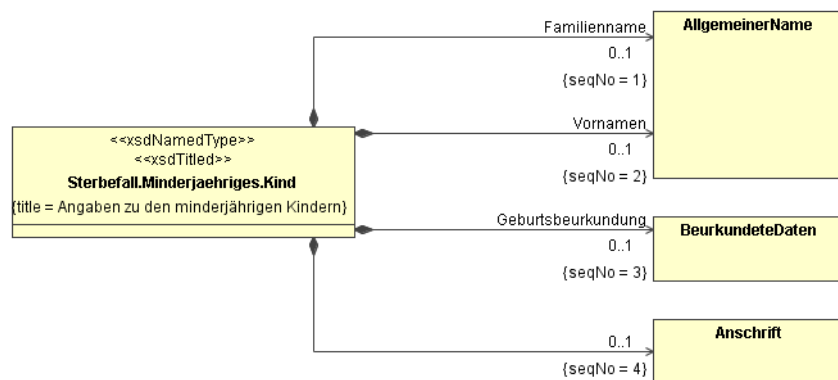 Familienname
AllgemeinerName
0..1
{seqNo = 1}
<<xsdNamedType>>
<<xsdTitled>>
Sterbefall.Minderjaehriges.Kind
{title = Angaben zu den minderjährigen Kindern}
Vornamen
0..1
{seqNo = 2}
Geburtsbeurkundung
BeurkundeteDaten
0..1
{seqNo = 3}
Anschrift
0..1
{seqNo = 4}